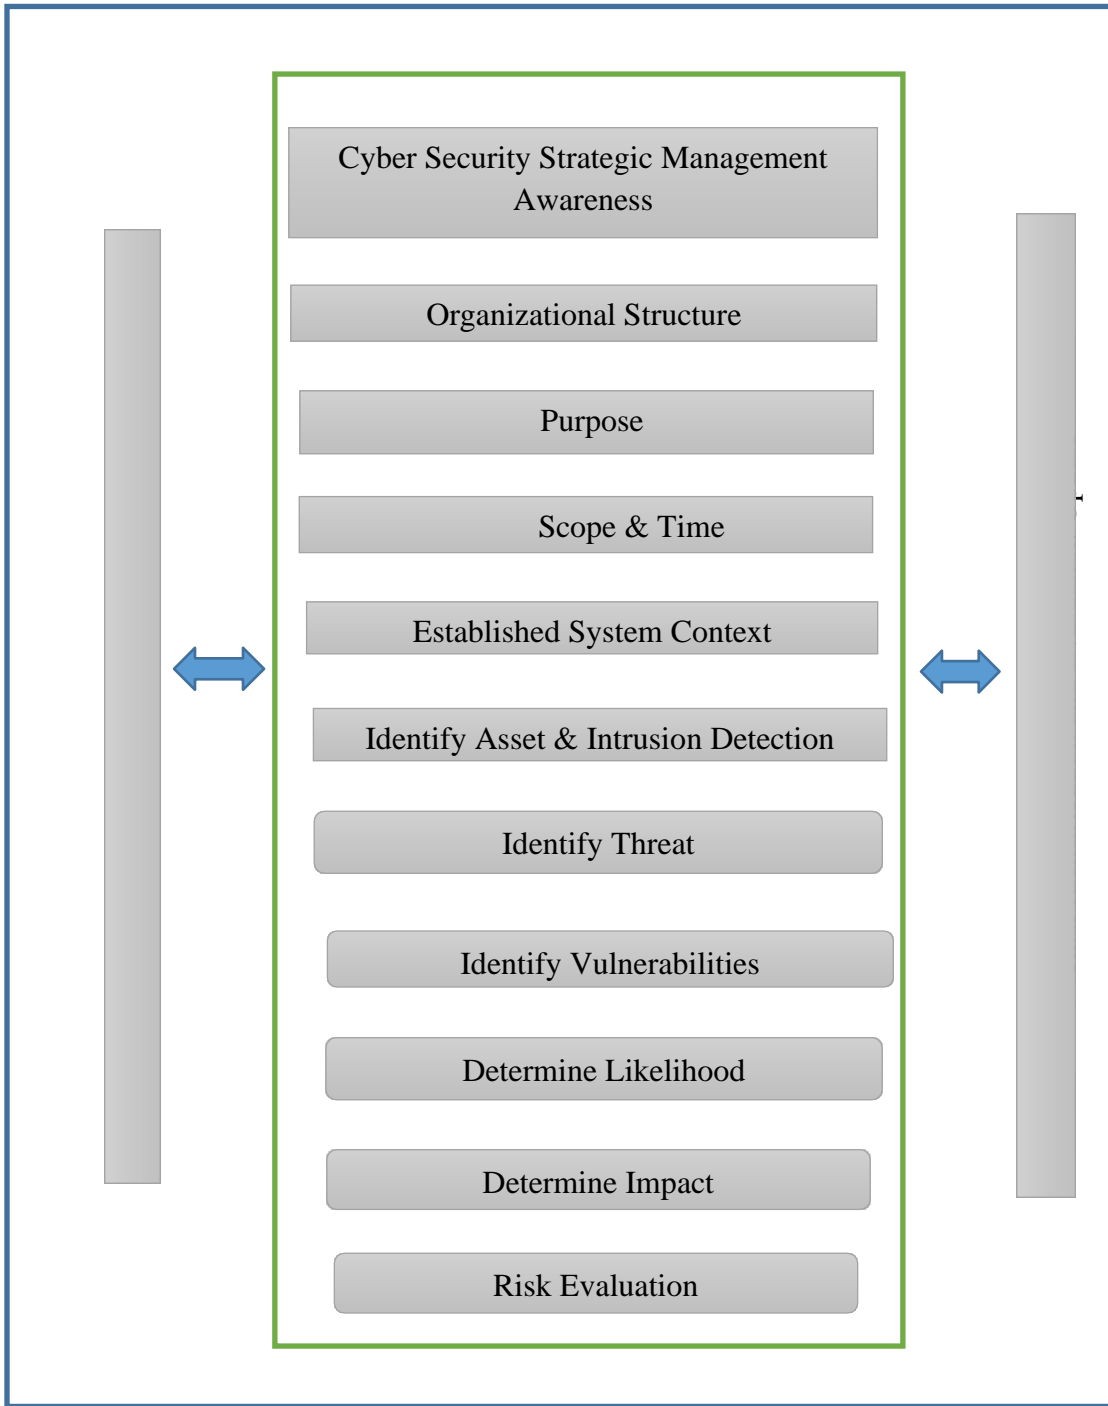 Cyber Security Strategic Management
Awareness
Organizational Structure
Purpose
Scope & Time
Established System Context
Identify Asset & Intrusion Detection
Identify Threat
Identify Vulnerabilities
Determine Likelihood
Determine Impact
Risk Evaluation